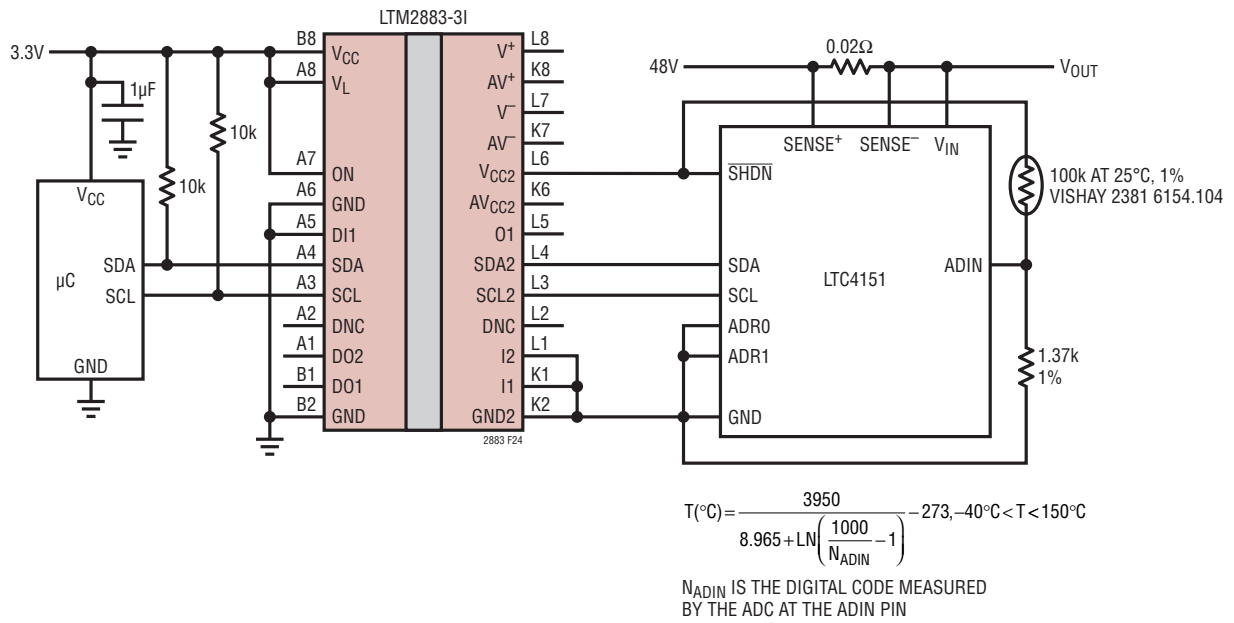 LTM2883-3I
3.3V
1µF
10k
10k
VCC
µC
SDA
SCL
GND
B8
A8
A7
A6
A5
A4
A3
A2
A1
B1
B2
VCC
VL
ON
GND
DI1
SDA
SCL
DNC
DO2
DO1
GND
V+
AV+
V−
AV−
VCC2
AVCC2
O1
SDA2
SCL2
DNC
I2
I1
GND2
L8
K8
L7
K7
L6
K6
L5
L4
L3
L2
L1
K1
K2
2883 F24
48V
0.02Ω
VOUT
SENSE+ SENSE− VIN
SHDN
SDA
SCL
ADR0
ADR1
GND
LTC4151
ADIN
100k AT 25°C, 1%
VISHAY 2381 6154.104
1.37k
1%
T(°C) = 3950 / (8.965 + LN(1000/NADIN − 1)) − 273, −40°C < T < 150°C
NADIN IS THE DIGITAL CODE MEASURED
BY THE ADC AT THE ADIN PIN